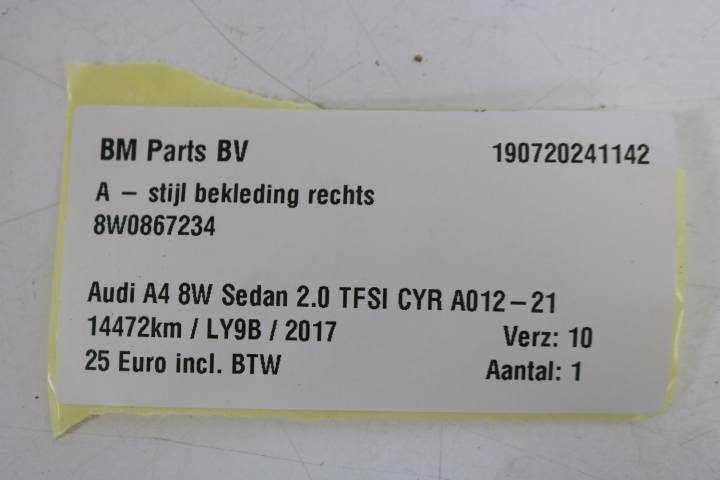 BM Parts BV 190720241142
A – stijl bekleding rechts
8W0867234
Audi A4 8W Sedan 2.0 TFSI CYR A012–21
14472km / LY9B / 2017 Verz: 10
25 Euro incl. BTW Aantal: 1